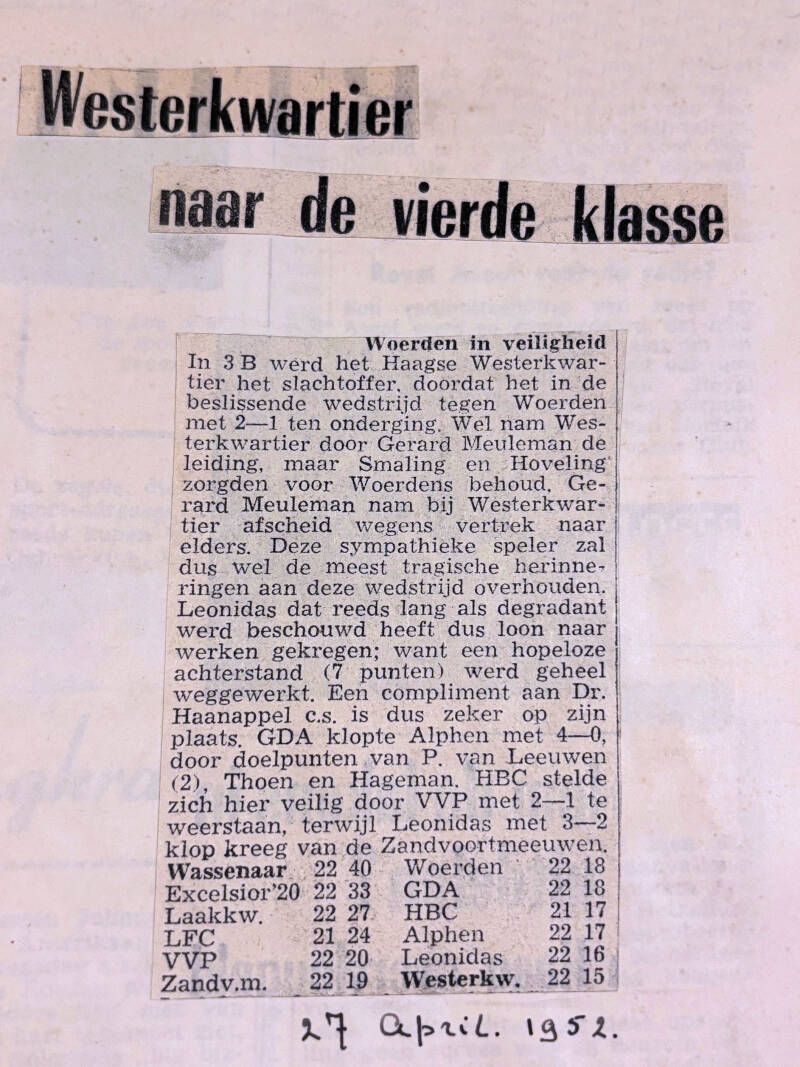 Westerkwartier
naar de vierde klasse
Woerden in veiligheid
In 3 B werd het Haagse Westerkwar-
tier het slachtoffer, doordat het in de
beslissende wedstrijd tegen Woerden
met 2—1 ten onderging. Wel nam Wes-
terkwartier door Gerard Meuleman de
leiding, maar Smaling en Hoveling
zorgden voor Woerdens behoud. Ge-
rard Meuleman nam bij Westerkwar-
tier afscheid wegens vertrek naar
elders. Deze sympathieke speler zal
dus wel de meest tragische herinne-
ringen aan deze wedstrijd overhouden.
Leonidas dat reeds lang als degradant
werd beschouwd heeft dus loon naar
werken gekregen; want een hopeloze
achterstand (7 punten) werd geheel
weggewerkt. Een compliment aan Dr.
Haanappel c.s. is dus zeker op zijn
plaats. GDA klopte Alphen met 4—0,
door doelpunten van P. van Leeuwen
(2), Thoen en Hageman. HBC stelde
zich hier veilig door VVP met 2—1 te
weerstaan, terwijl Leonidas met 3—2
klop kreeg van de Zandvoortmeeuwen.
Wassenaar 22 40 Woerden 22 18
Excelsior'20 22 33 GDA 22 18
Laakkw. 22 27 HBC 21 17
LFC 21 24 Alphen 22 17
VVP 22 20 Leonidas 22 16
Zandv.m. 22 19 Westerkw. 22 15
27 april. 1952.